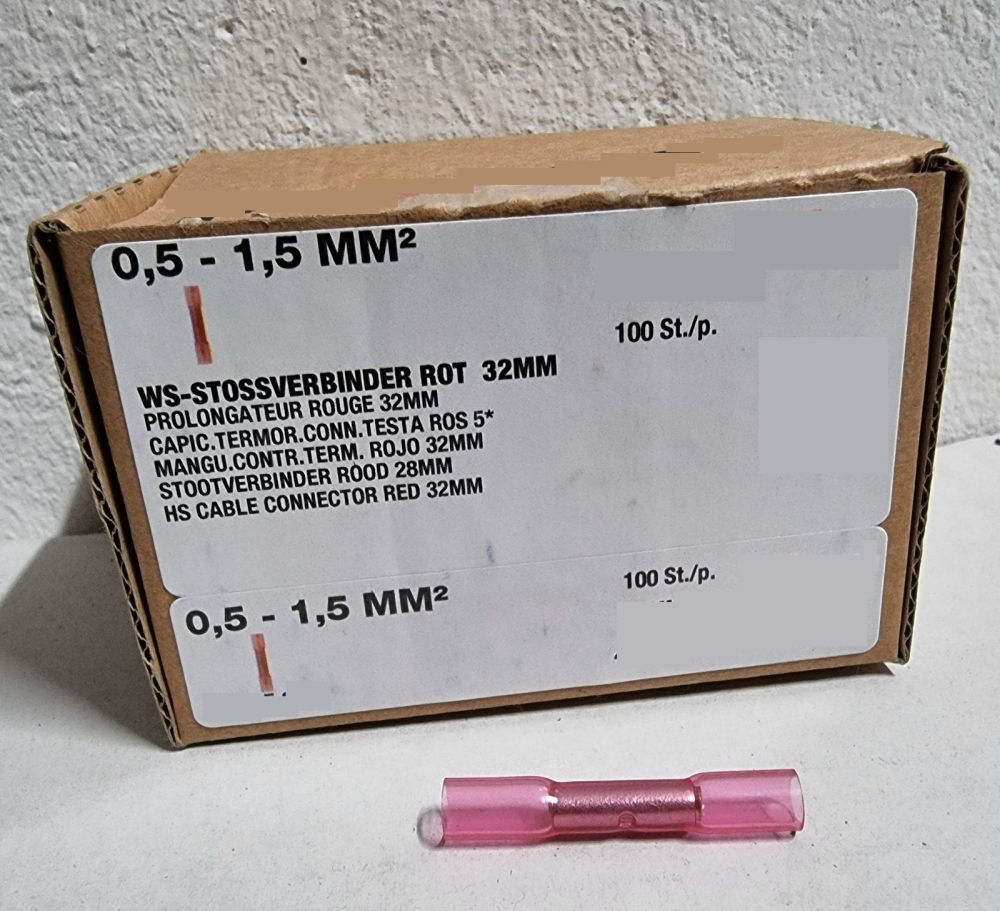 0,5 - 1,5 MM²
100 St./p.
WS-STOSSVERBINDER ROT 32MM
PROLONGATEUR ROUGE 32MM
CAPIC.TERMOR.CONN.TESTA ROS 5*
MANGU.CONTR.TERM. ROJO 32MM
STOOTVERBINDER ROOD 28MM
HS CABLE CONNECTOR RED 32MM
0,5 - 1,5 MM²
100 St./p.